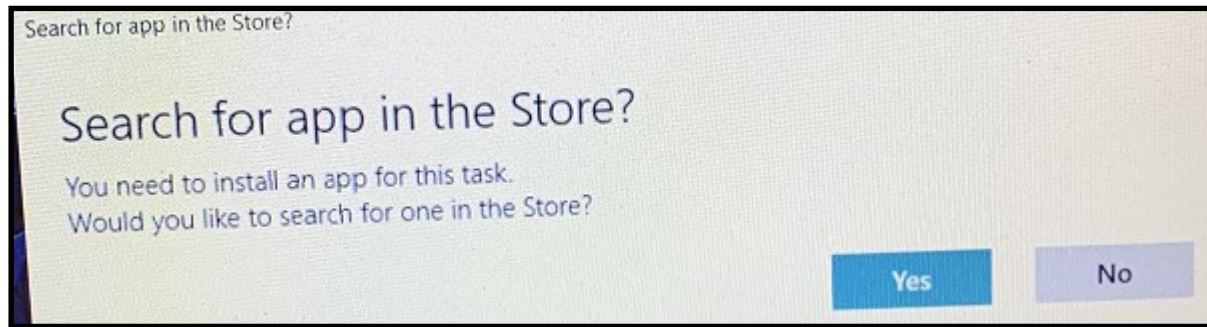 Search for app in the Store?
Search for app in the Store?
You need to install an app for this task.
Would you like to search for one in the Store?
Yes
No